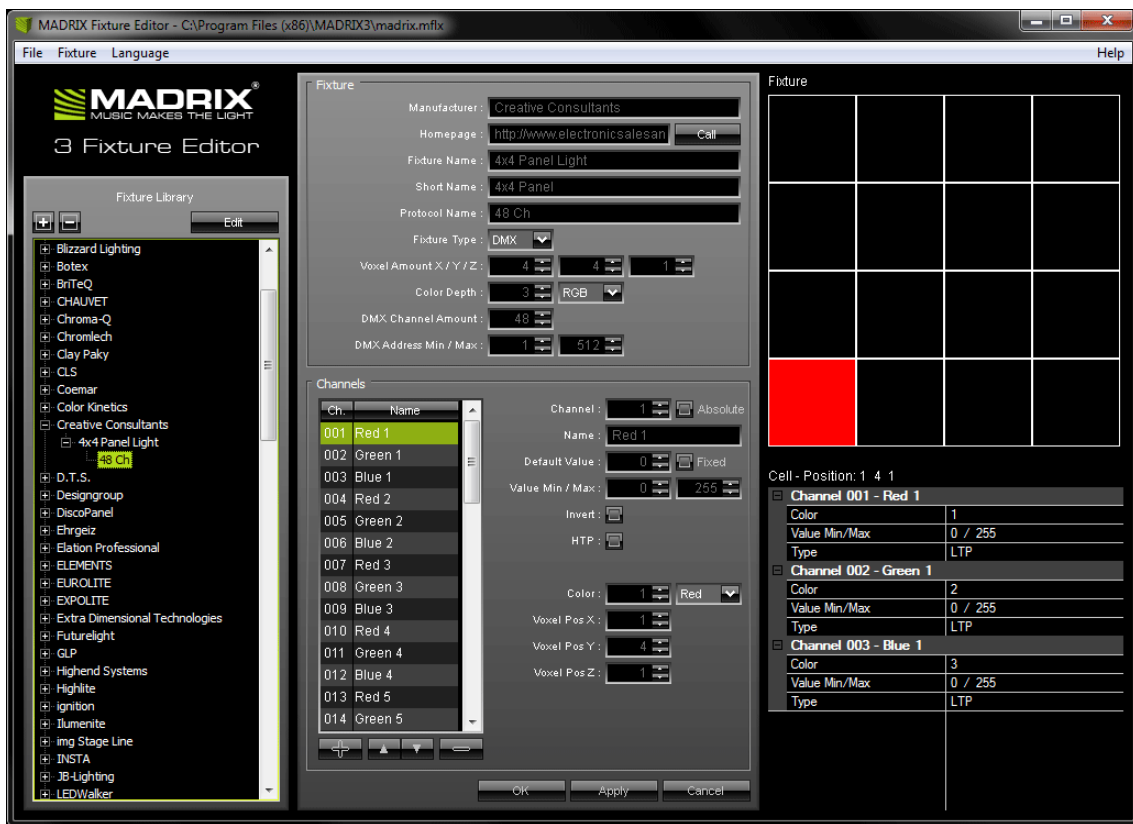 MADRIX Fixture Editor - C:\Program Files (x86)\MADRIX3\madrix.mflx
File Fixture Language Help
MADRIX®
MUSIC MAKES THE LIGHT
3 Fixture Editor
Fixture Library
Edit
Blizzard Lighting
Botex
BriTeQ
CHAUVET
Chroma-Q
Chromlech
Clay Paky
CLS
Coemar
Color Kinetics
Creative Consultants
4x4 Panel Light
48 Ch
D.T.S.
Designgroup
DiscoPanel
Ehrgeiz
Elation Professional
ELEMENTS
EUROLITE
EXPOLITE
Extra Dimensional Technologies
Futurelight
GLP
Highend Systems
Highlite
ignition
Ilumenite
img Stage Line
INSTA
JB-Lighting
LEDWalker
Fixture
Manufacturer : Creative Consultants
Homepage : http://www.electronicsalesan Call
Fixture Name : 4x4 Panel Light
Short Name : 4x4 Panel
Protocol Name : 48 Ch
Fixture Type : DMX
Voxel Amount X / Y / Z : 4 4 1
Color Depth : 3 RGB
DMX Channel Amount : 48
DMX Address Min / Max : 1 512
Channels
Ch. Name
001 Red 1
002 Green 1
003 Blue 1
004 Red 2
005 Green 2
006 Blue 2
007 Red 3
008 Green 3
009 Blue 3
010 Red 4
011 Green 4
012 Blue 4
013 Red 5
014 Green 5
Channel : 1 Absolute
Name : Red 1
Default Value : 0 Fixed
Value Min / Max : 0 255
Invert :
HTP :
Color : 1 Red
Voxel Pos X : 1
Voxel Pos Y : 4
Voxel Pos Z : 1
OK Apply Cancel
Fixture
Cell - Position: 1 4 1
Channel 001 - Red 1
Color 1
Value Min/Max 0 / 255
Type LTP
Channel 002 - Green 1
Color 2
Value Min/Max 0 / 255
Type LTP
Channel 003 - Blue 1
Color 3
Value Min/Max 0 / 255
Type LTP